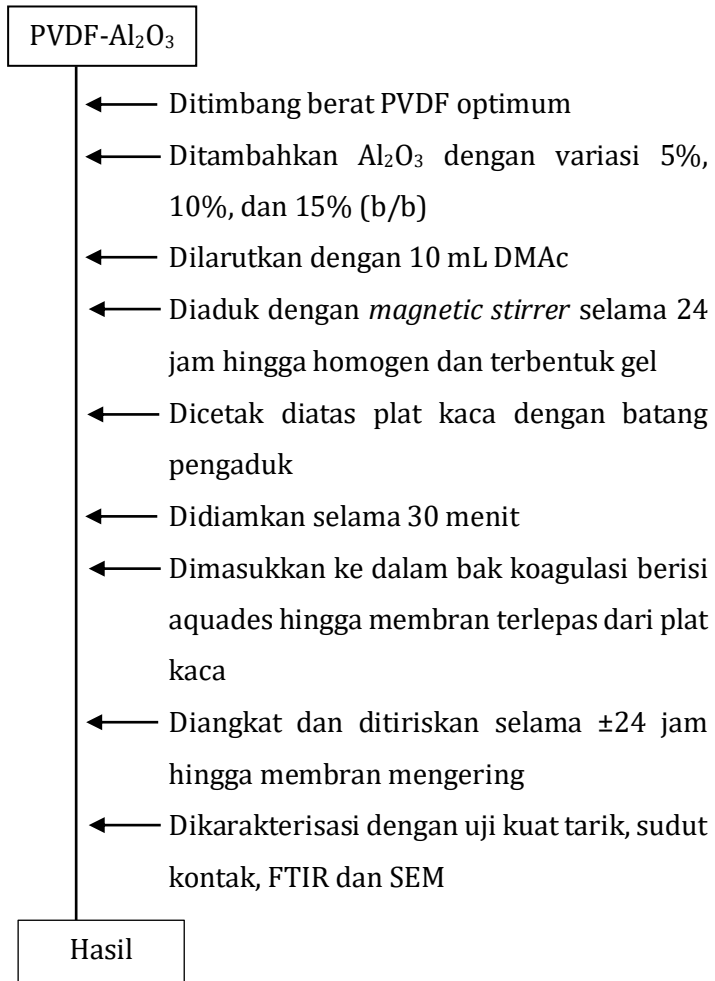 PVDF-Al₂O₃
Ditimbang berat PVDF optimum
Ditambahkan Al₂O₃ dengan variasi 5%,
10%, dan 15% (b/b)
Dilarutkan dengan 10 mL DMAc
Diaduk dengan magnetic stirrer selama 24
jam hingga homogen dan terbentuk gel
Dicetak diatas plat kaca dengan batang
pengaduk
Didiamkan selama 30 menit
Dimasukkan ke dalam bak koagulasi berisi
aquades hingga membran terlepas dari plat
kaca
Diangkat dan ditiriskan selama ±24 jam
hingga membran mengering
Dikarakterisasi dengan uji kuat tarik, sudut
kontak, FTIR dan SEM
Hasil